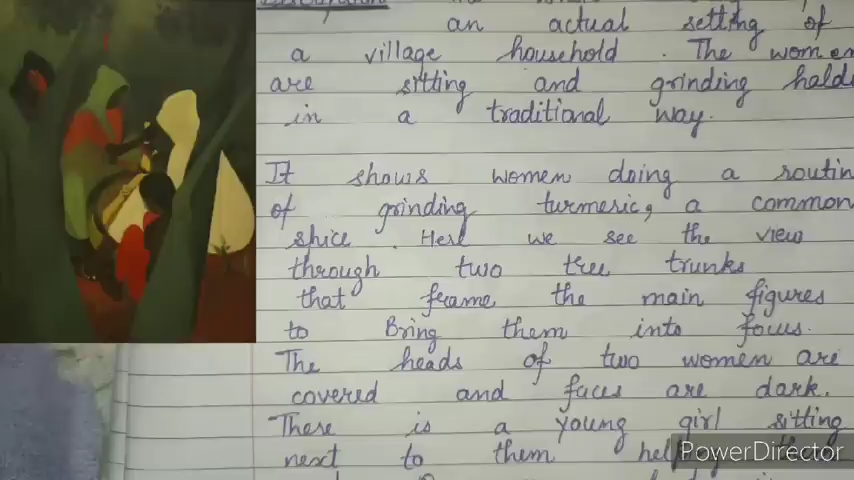 an actual setting of
a village household. The women
are sitting and grinding hald
in a traditional way.
It shows women doing a routin
of grinding turmeric, a common
spice. Here we see the view
through two tree trunks
that frame the main figures
to Bring them into focus.
The heads of two women are
covered and faces are dark.
There is a young girl sitting
next to them
PowerDirector